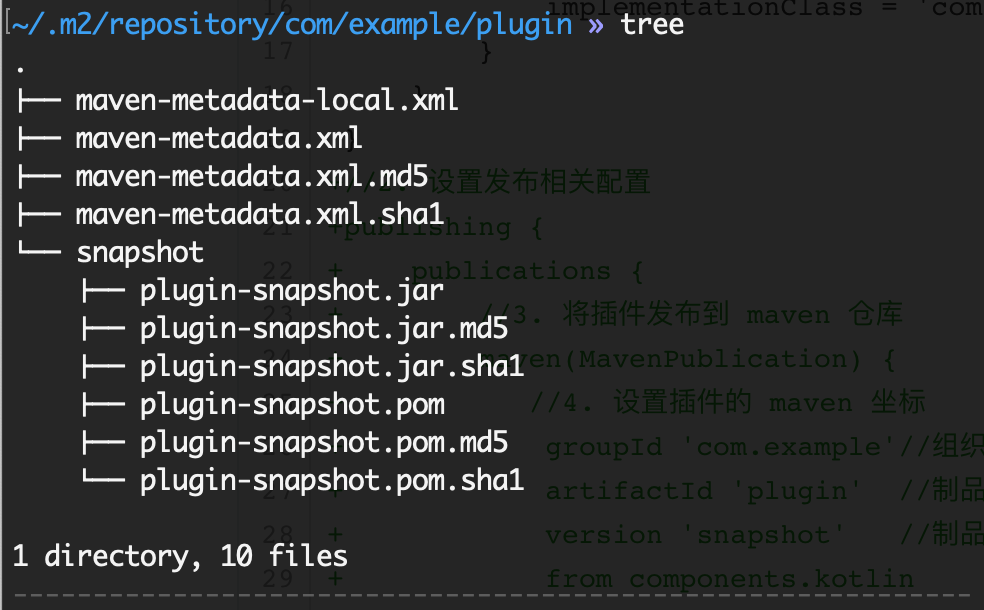 ~/.m2/repository/com/example/plugin » tree
.
├── maven-metadata-local.xml
├── maven-metadata.xml
├── maven-metadata.xml.md5
├── maven-metadata.xml.sha1
└── snapshot
    ├── plugin-snapshot.jar
    ├── plugin-snapshot.jar.md5
    ├── plugin-snapshot.jar.sha1
    ├── plugin-snapshot.pom
    ├── plugin-snapshot.pom.md5
    └── plugin-snapshot.pom.sha1
1 directory, 10 files
16 implementationClass = 'com
17 }
}
设置发布相关配置
21 +publishing {
22 + publications {
23 //3. 将插件发布到 maven 仓库
maven(MavenPublication) {
//4. 设置插件的 maven 坐标
groupId 'com.example'//组织
27 artifactId 'plugin' //制品
28 + version 'snapshot' //制品
29 + from components.kotlin